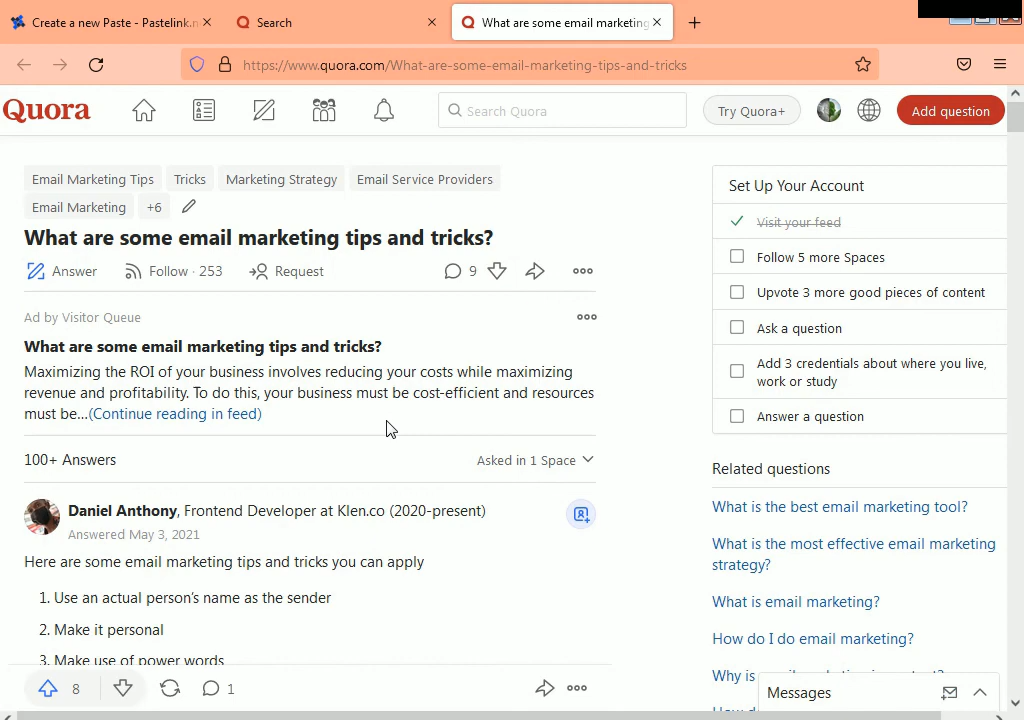 Create a new Paste - Pastelink.n
Search
What are some email marketing
https://www.quora.com/What-are-some-email-marketing-tips-and-tricks
Quora
Search Quora
Try Quora+
Add question
Email Marketing Tips
Tricks
Marketing Strategy
Email Service Providers
Email Marketing
+6
What are some email marketing tips and tricks?
Answer
Follow · 253
Request
9
Ad by Visitor Queue
What are some email marketing tips and tricks?
Maximizing the ROI of your business involves reducing your costs while maximizing
revenue and profitability. To do this, your business must be cost-efficient and resources
must be...(Continue reading in feed)
100+ Answers
Asked in 1 Space
Daniel Anthony, Frontend Developer at Klen.co (2020-present)
Answered May 3, 2021
Here are some email marketing tips and tricks you can apply
1. Use an actual person's name as the sender
2. Make it personal
3. Make use of power words
8
1
Set Up Your Account
Visit your feed
Follow 5 more Spaces
Upvote 3 more good pieces of content
Ask a question
Add 3 credentials about where you live,
work or study
Answer a question
Related questions
What is the best email marketing tool?
What is the most effective email marketing
strategy?
What is email marketing?
How do I do email marketing?
Why is
Messages